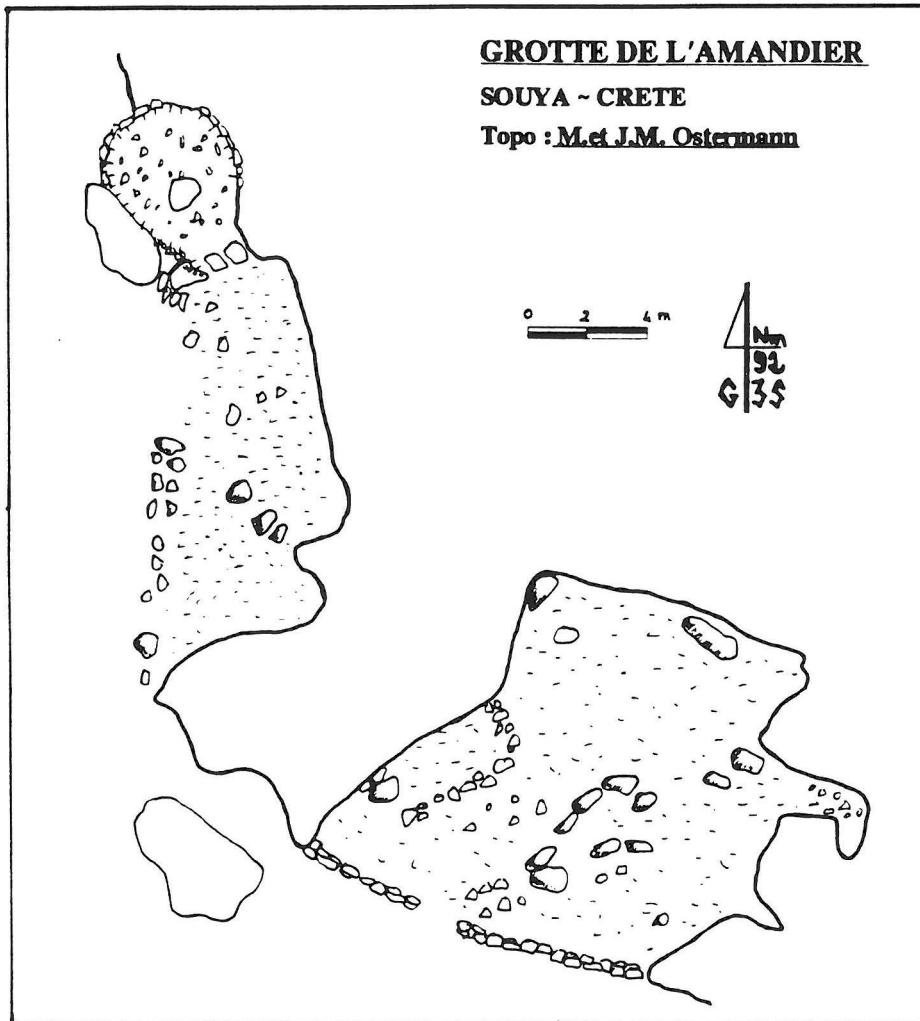 GROTTE DE L'AMANDIER
SOUYA ~ CRETE
Topo : M.et J.M. Ostermann
0 2 4 m
Nm
92
G 35